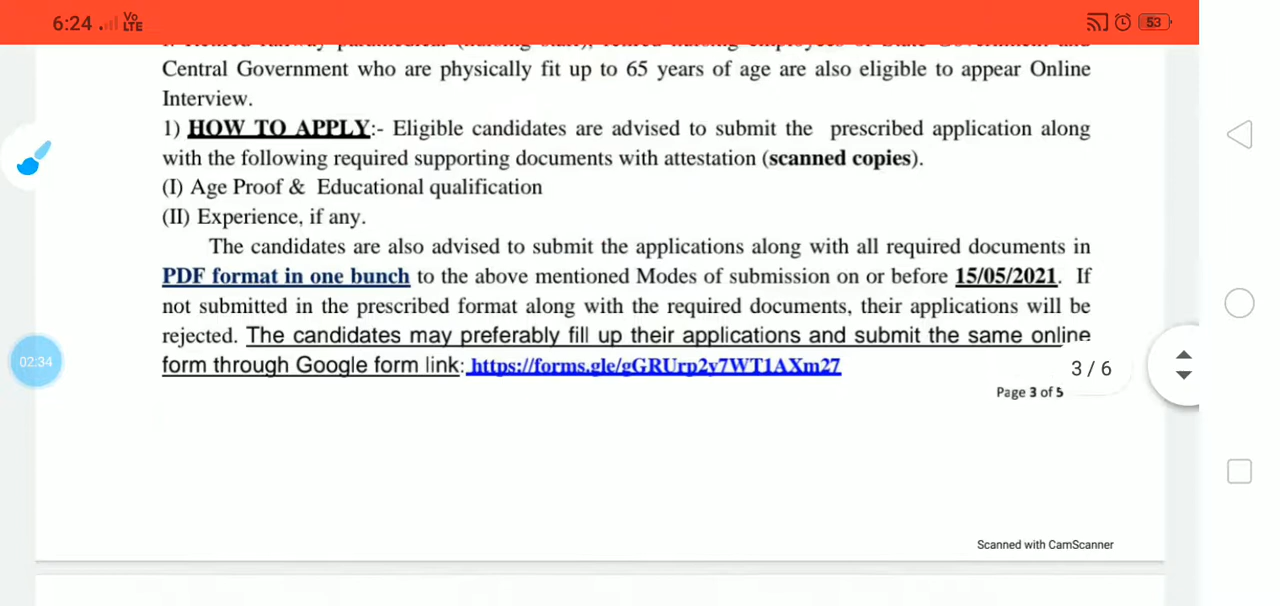 6:24 Vo LTE 53
Central Government who are physically fit up to 65 years of age are also eligible to appear Online
Interview.
1) HOW TO APPLY:- Eligible candidates are advised to submit the prescribed application along
with the following required supporting documents with attestation (scanned copies).
(I) Age Proof & Educational qualification
(II) Experience, if any.
The candidates are also advised to submit the applications along with all required documents in
PDF format in one bunch to the above mentioned Modes of submission on or before 15/05/2021. If
not submitted in the prescribed format along with the required documents, their applications will be
rejected. The candidates may preferably fill up their applications and submit the same online
02:34
form through Google form link: https://forms.gle/gGRUrp2y7WT1AXm27
3 / 6
Page 3 of 5
Scanned with CamScanner